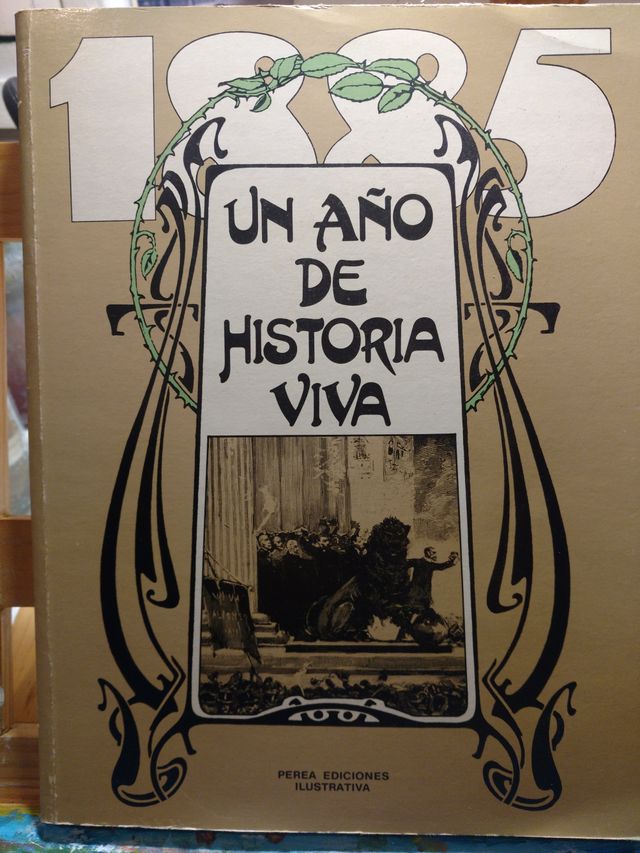 1885
UN AÑO
DE
HISTORIA
VIVA
PEREA EDICIONES
ILUSTRATIVA